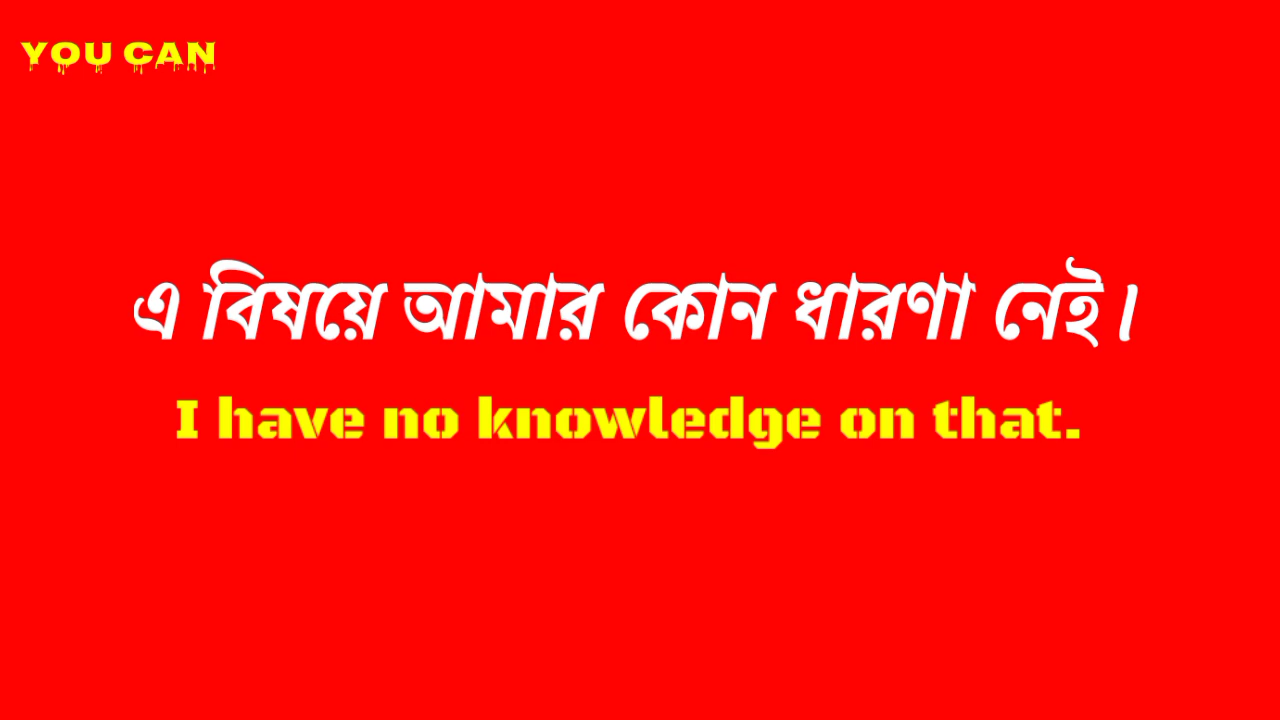 YOU CAN
এ বিষয়ে আমার কোন ধারণা নেই।
I have no knowledge on that.